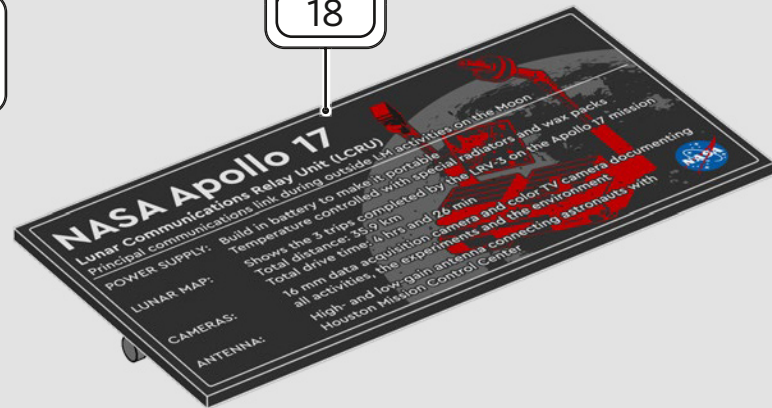 18
NASA Apollo 17
Lunar Communications Relay Unit (LCRU)
Principal communications link during outside LM activities on the Moon
POWER SUPPLY: Build in battery to make it portable
Temperature controlled with special radiators and wax packs
LUNAR MAP: Shows the 3 trips completed by the LRV-3 on the Apollo 17 mission
Total distance: 35.9 km
Total drive time: 4 hrs and 26 min
CAMERAS: 16 mm data acquisition camera and color TV camera documenting
all activities, the experiments and the environment
ANTENNA: High- and low-gain antenna connecting astronauts with
Houston Mission Control Center
NASA